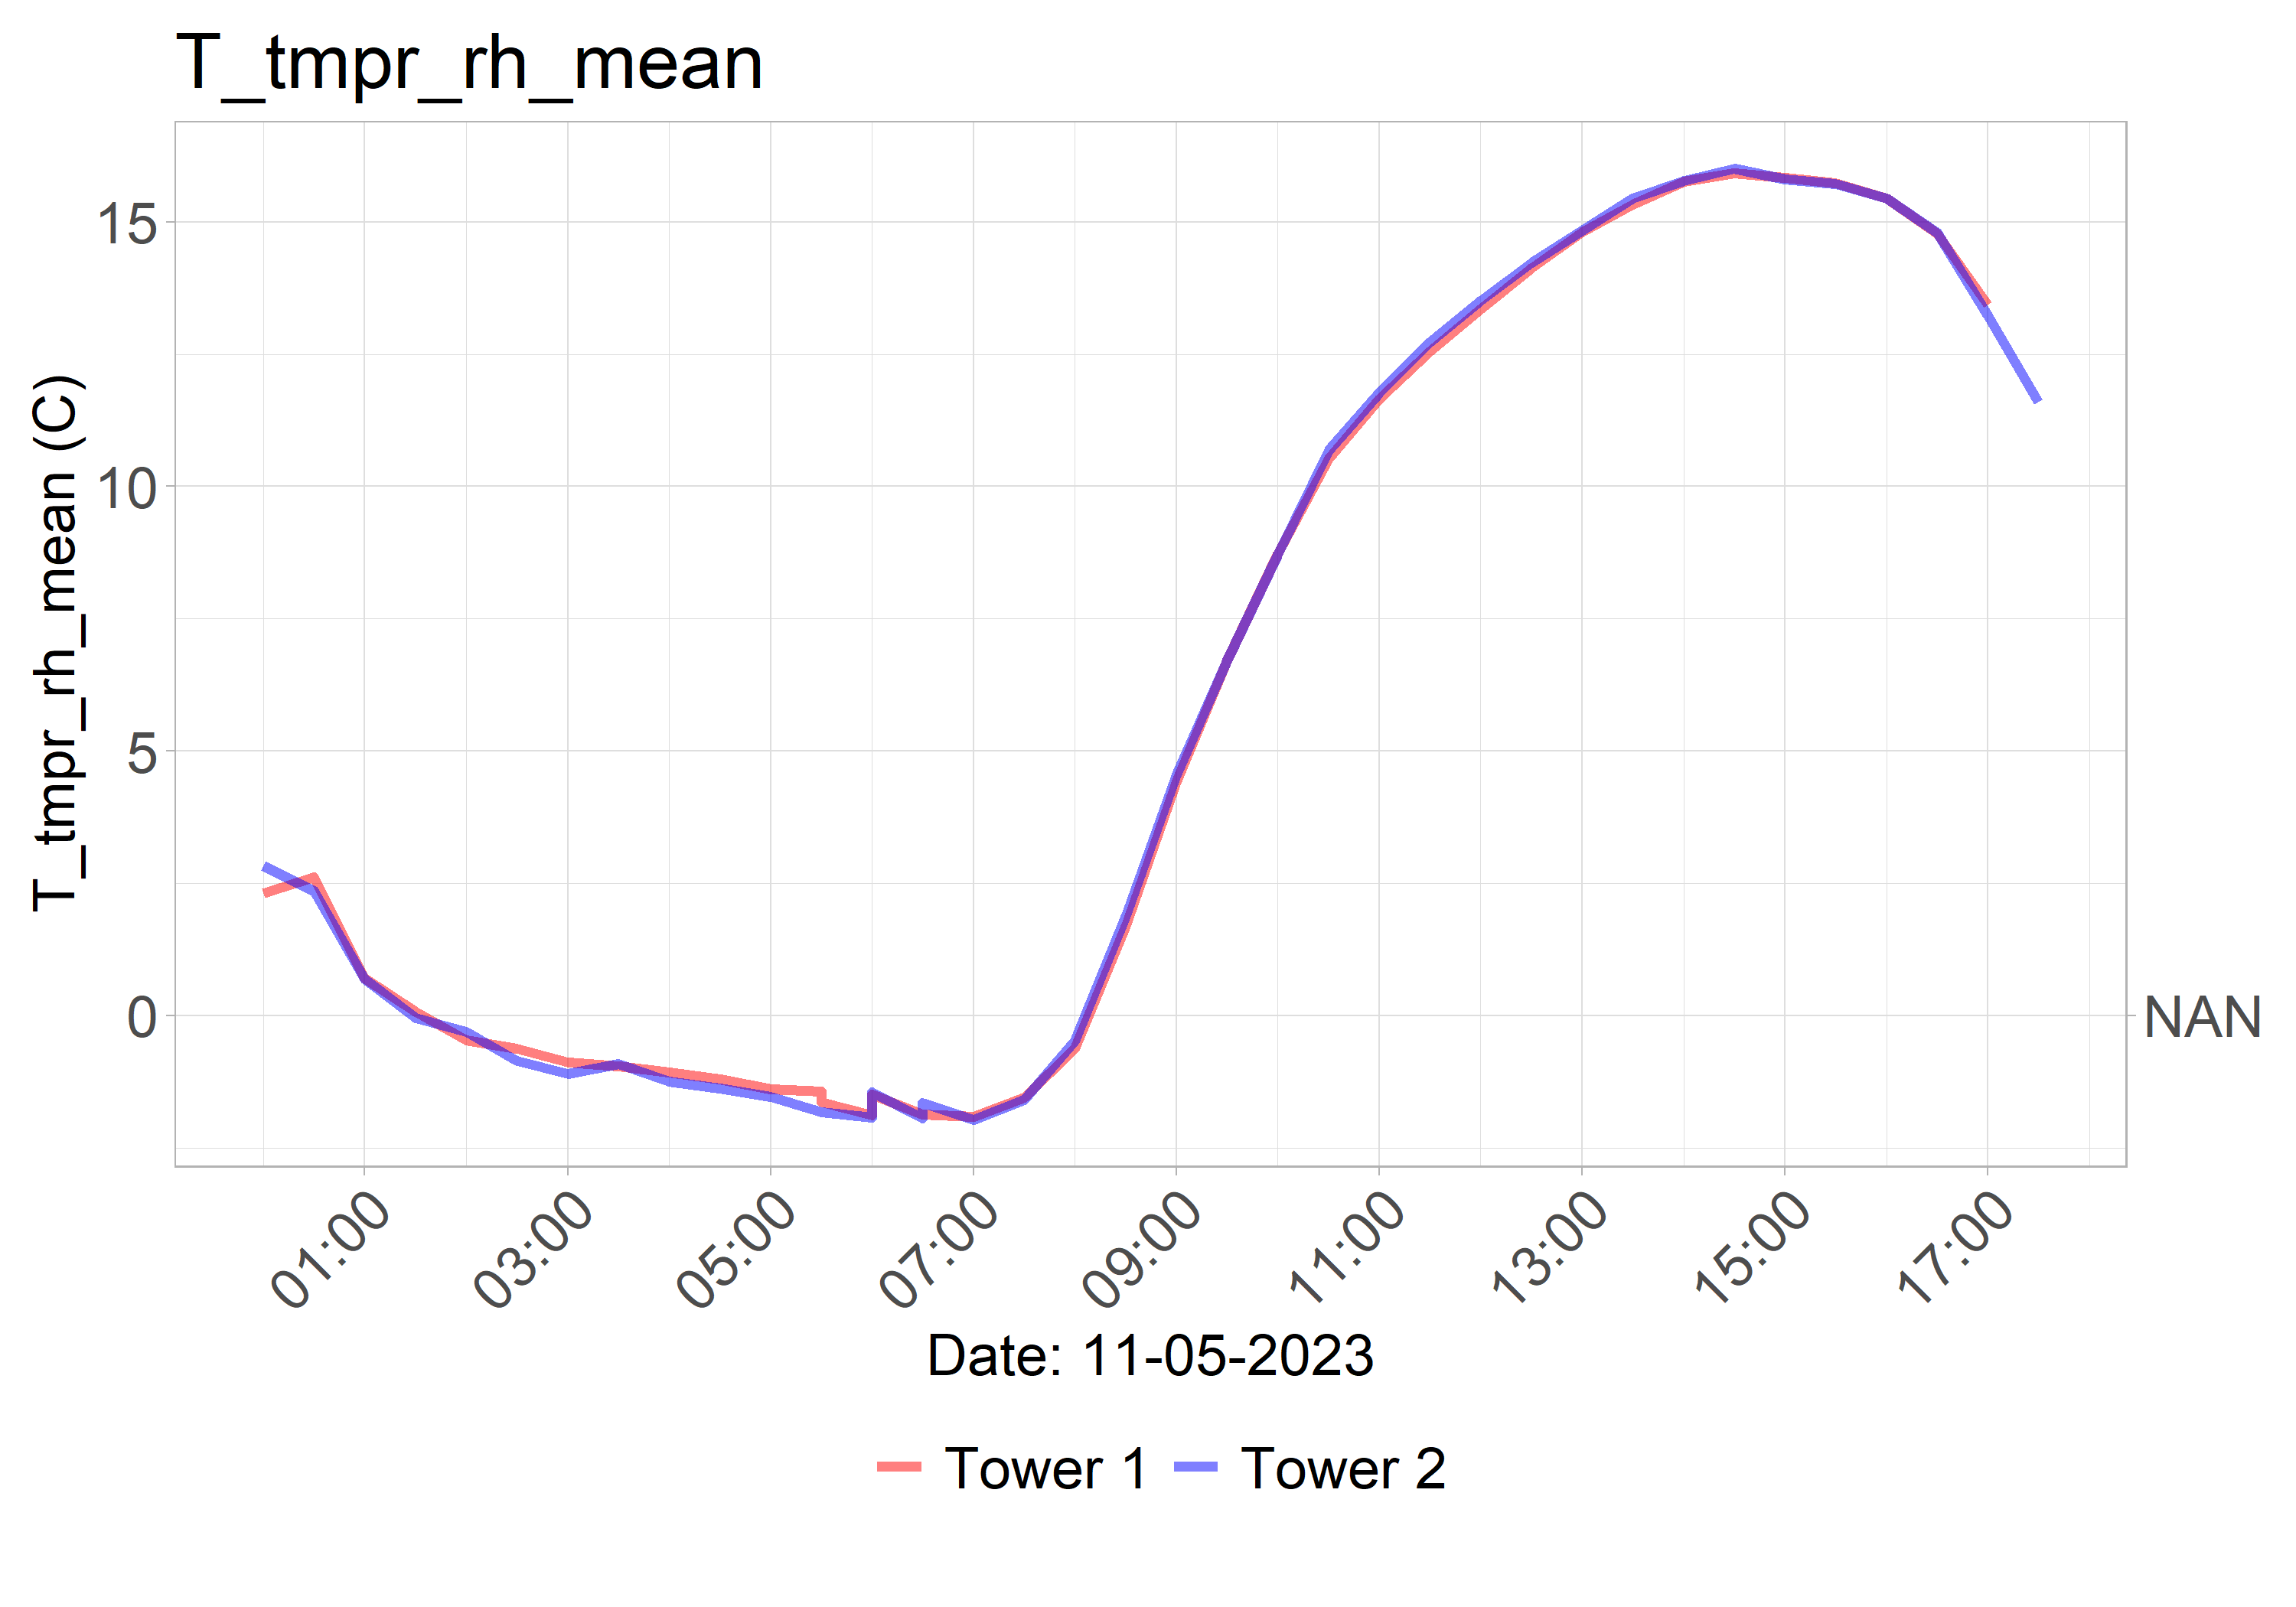 T_tmpr_rh_mean
T_tmpr_rh_mean (C)
15
10
5
0
NAN
01:00
03:00
05:00
07:00
09:00
11:00
13:00
15:00
17:00
Date: 11-05-2023
Tower 1
Tower 2